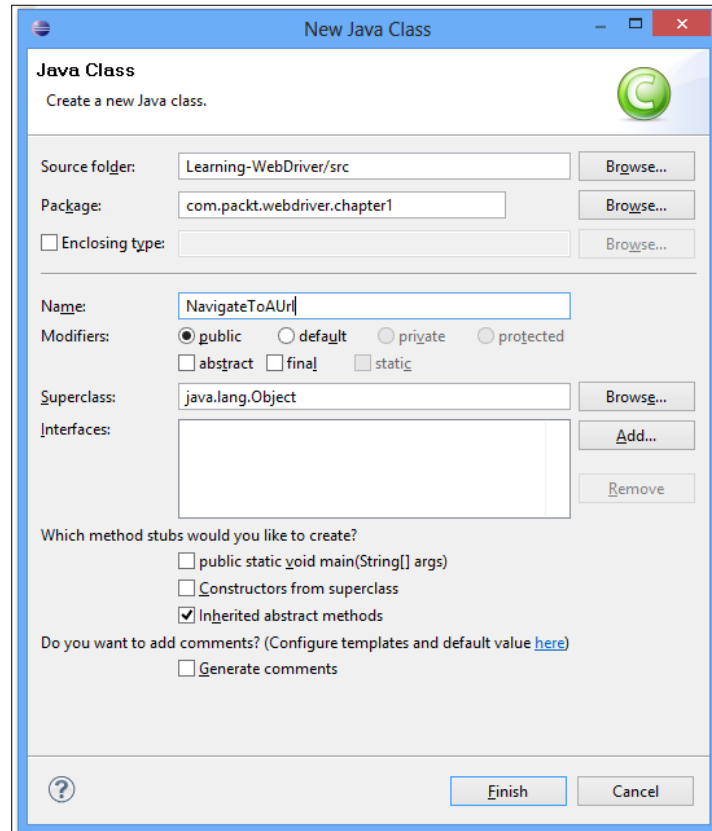 New Java Class
Java Class
Create a new Java class.
Source folder: Learning-WebDriver/src Browse...
Package: com.packt.webdriver.chapter1 Browse...
Enclosing type: Browse...
Name: NavigateToAUrl
Modifiers: public default private protected
abstract final static
Superclass: java.lang.Object Browse...
Interfaces: Add...
Remove
Which method stubs would you like to create?
public static void main(String[] args)
Constructors from superclass
Inherited abstract methods
Do you want to add comments? (Configure templates and default value here)
Generate comments
? Finish Cancel